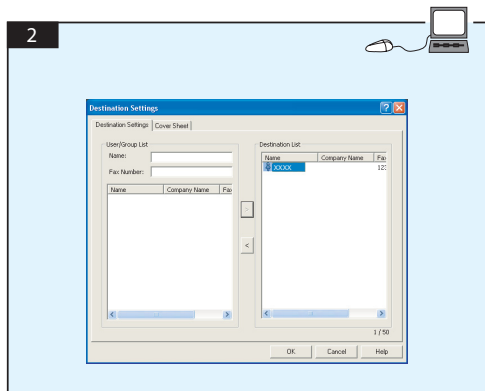 2
Destination Settings
Destination Settings Cover Sheet
User/Group List
Name:
Fax Number:
Name Company Name Fax
Destination List
Name Company Name Fax
XXXX 123
<
1 / 50
OK Cancel Help